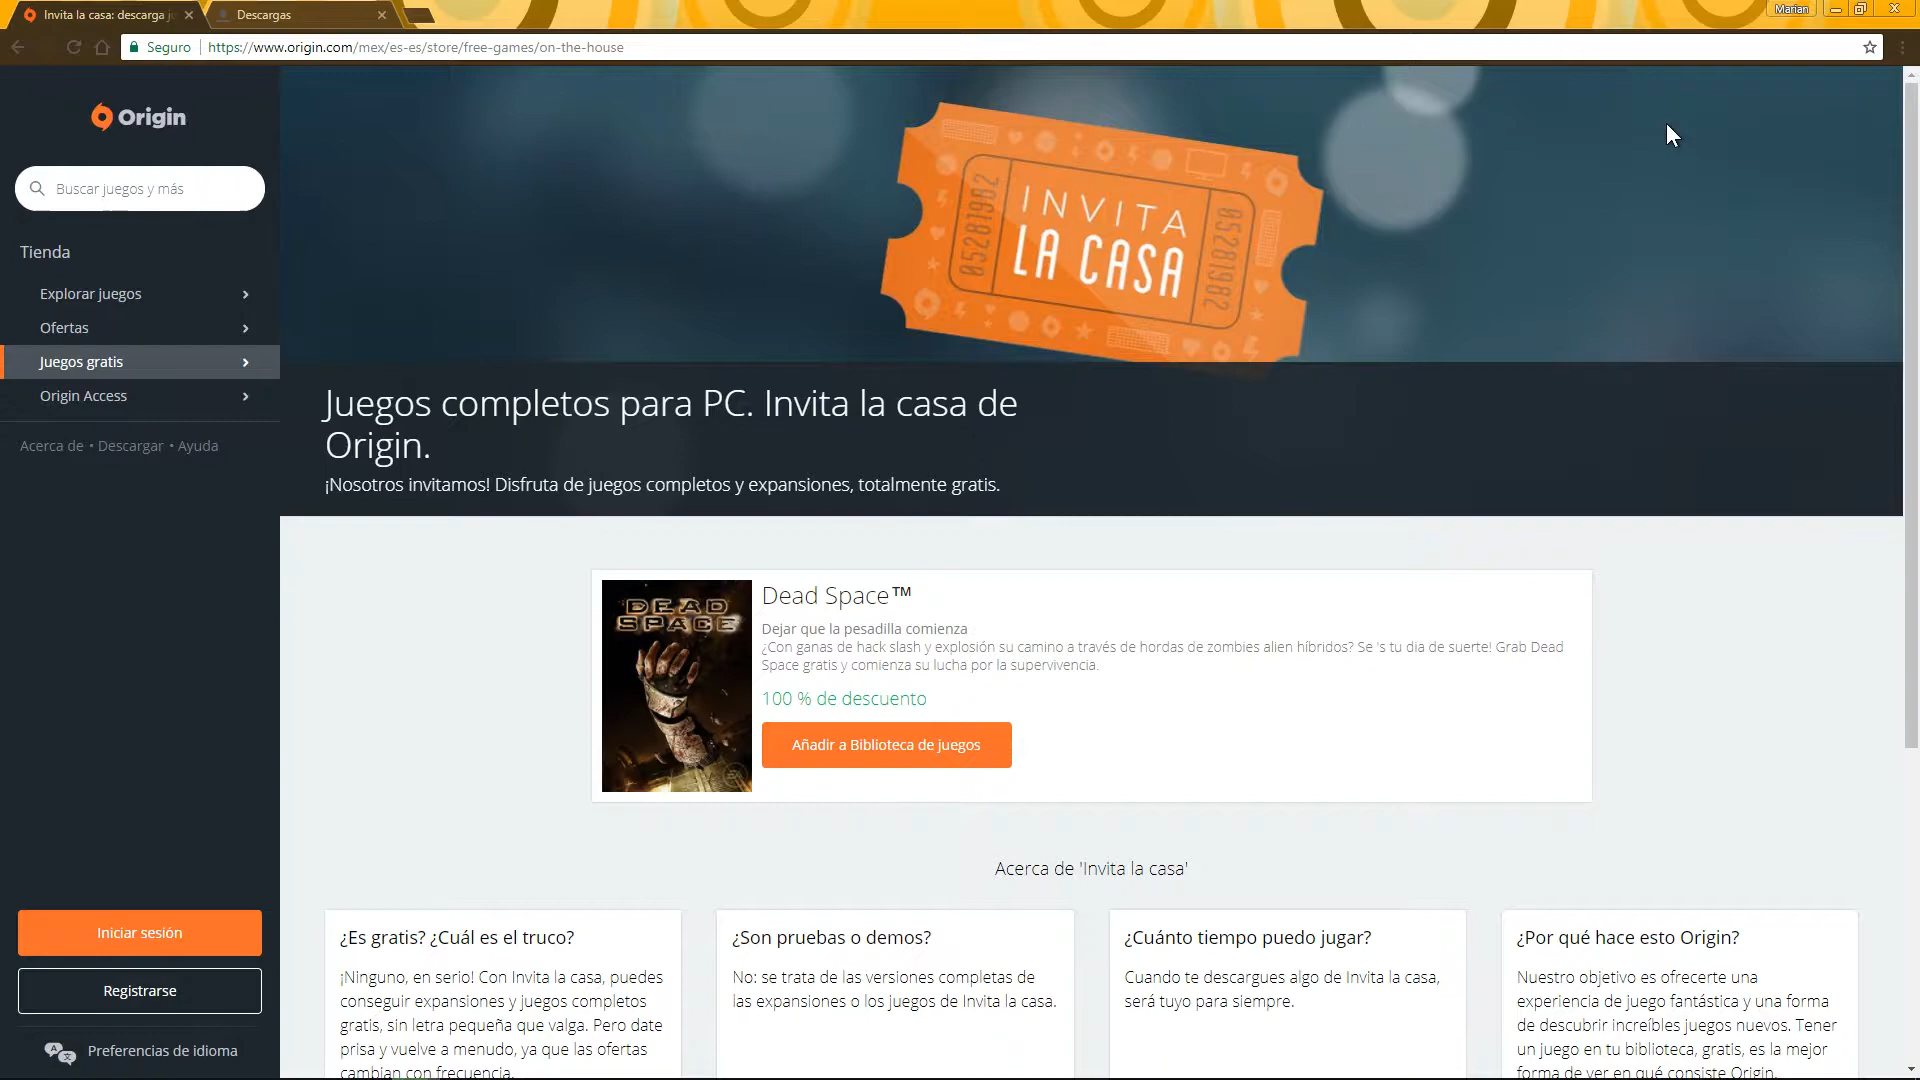 Invita la casa: descarga j
Descargas
Marian
Seguro
https://www.origin.com/mex/es-es/store/free-games/on-the-house
Origin
Buscar juegos y más
Tienda
Explorar juegos
Ofertas
Juegos gratis
Origin Access
Acerca de • Descargar • Ayuda
Iniciar sesión
Registrarse
Preferencias de idioma
INVITA
LA CASA
05281982
05281982
Juegos completos para PC. Invita la casa de
Origin.
¡Nosotros invitamos! Disfruta de juegos completos y expansiones, totalmente gratis.
DEAD
SPACE
Dead Space™
Dejar que la pesadilla comienza
¿Con ganas de hack slash y explosión su camino a través de hordas de zombies alien híbridos? Se 's tu dia de suerte! Grab Dead
Space gratis y comienza su lucha por la supervivencia.
100 % de descuento
Añadir a Biblioteca de juegos
Acerca de 'Invita la casa'
¿Es gratis? ¿Cuál es el truco?
¡Ninguno, en serio! Con Invita la casa, puedes
conseguir expansiones y juegos completos
gratis, sin letra pequeña que valga. Pero date
prisa y vuelve a menudo, ya que las ofertas
cambian con frecuencia.
¿Son pruebas o demos?
No: se trata de las versiones completas de
las expansiones o los juegos de Invita la casa.
¿Cuánto tiempo puedo jugar?
Cuando te descargues algo de Invita la casa,
será tuyo para siempre.
¿Por qué hace esto Origin?
Nuestro objetivo es ofrecerte una
experiencia de juego fantástica y una forma
de descubrir increíbles juegos nuevos. Tener
un juego en tu biblioteca, gratis, es la mejor
forma de ver en qué consiste Origin.